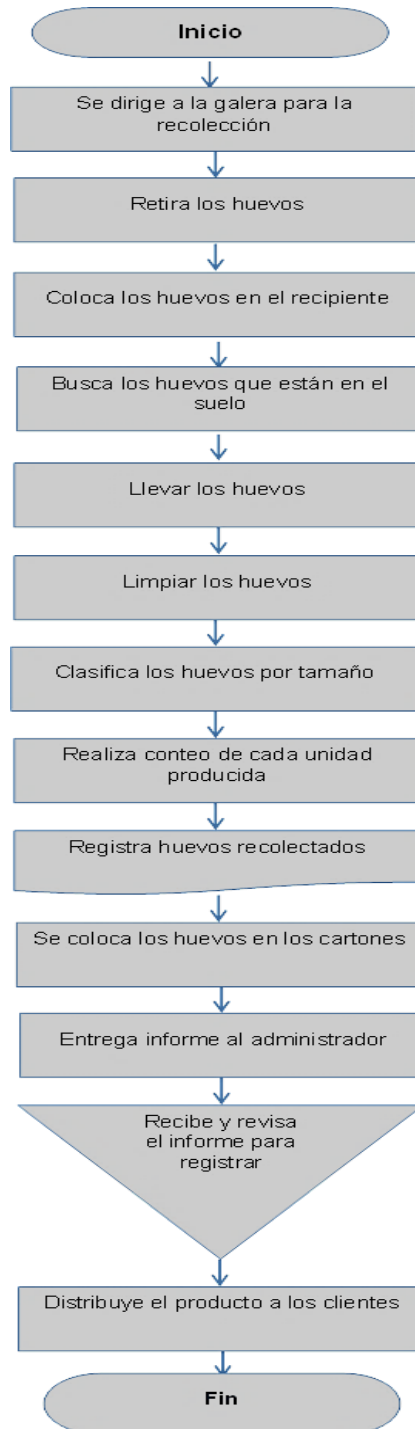 Inicio
Se dirige a la galera para la
recolección
Retira los huevos
Coloca los huevos en el recipiente
Busca los huevos que están en el
suelo
Llevar los huevos
Limpiar los huevos
Clasifica los huevos por tamaño
Realiza conteo de cada unidad
producida
Registra huevos recolectados
Se coloca los huevos en los cartones
Entrega informe al administrador
Recibe y revisa
el informe para
registrar
Distribuye el producto a los clientes
Fin